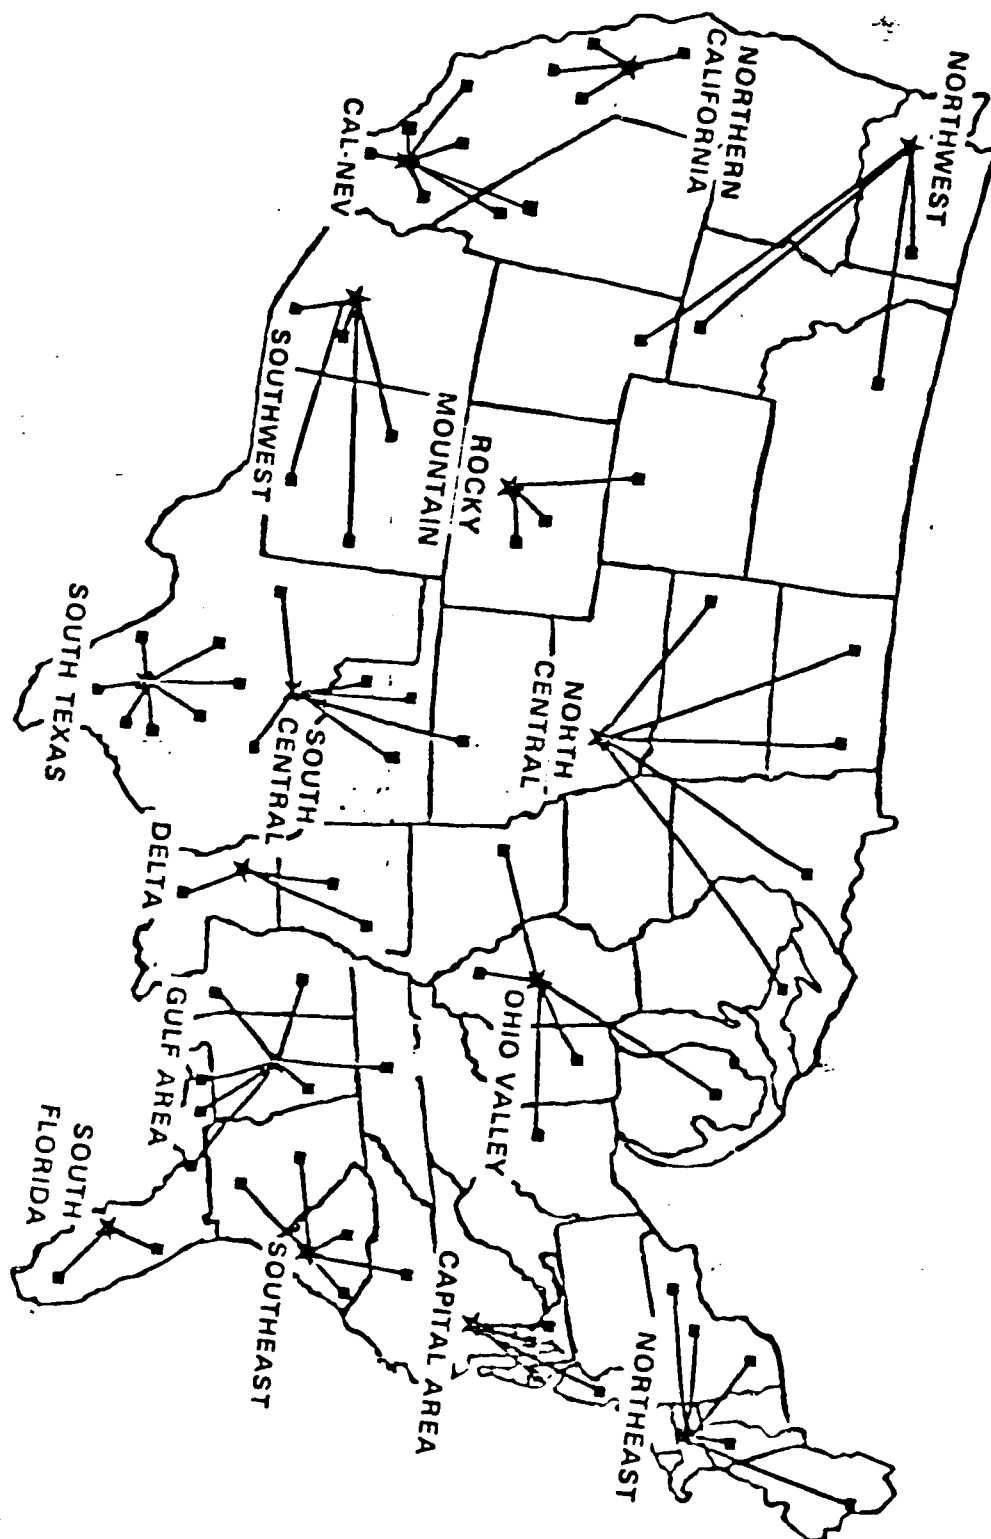 NORTHWEST
NORTHERN
CALIFORNIA
CAL-NEV
SOUTHWEST
ROCKY
MOUNTAIN
NORTH
CENTRAL
SOUTH
CENTRAL
SOUTH TEXAS
DELTA
GULF AREA
OHIO VALLEY
SOUTH
FLORIDA
SOUTHEAST
CAPITAL AREA
NORTHEAST